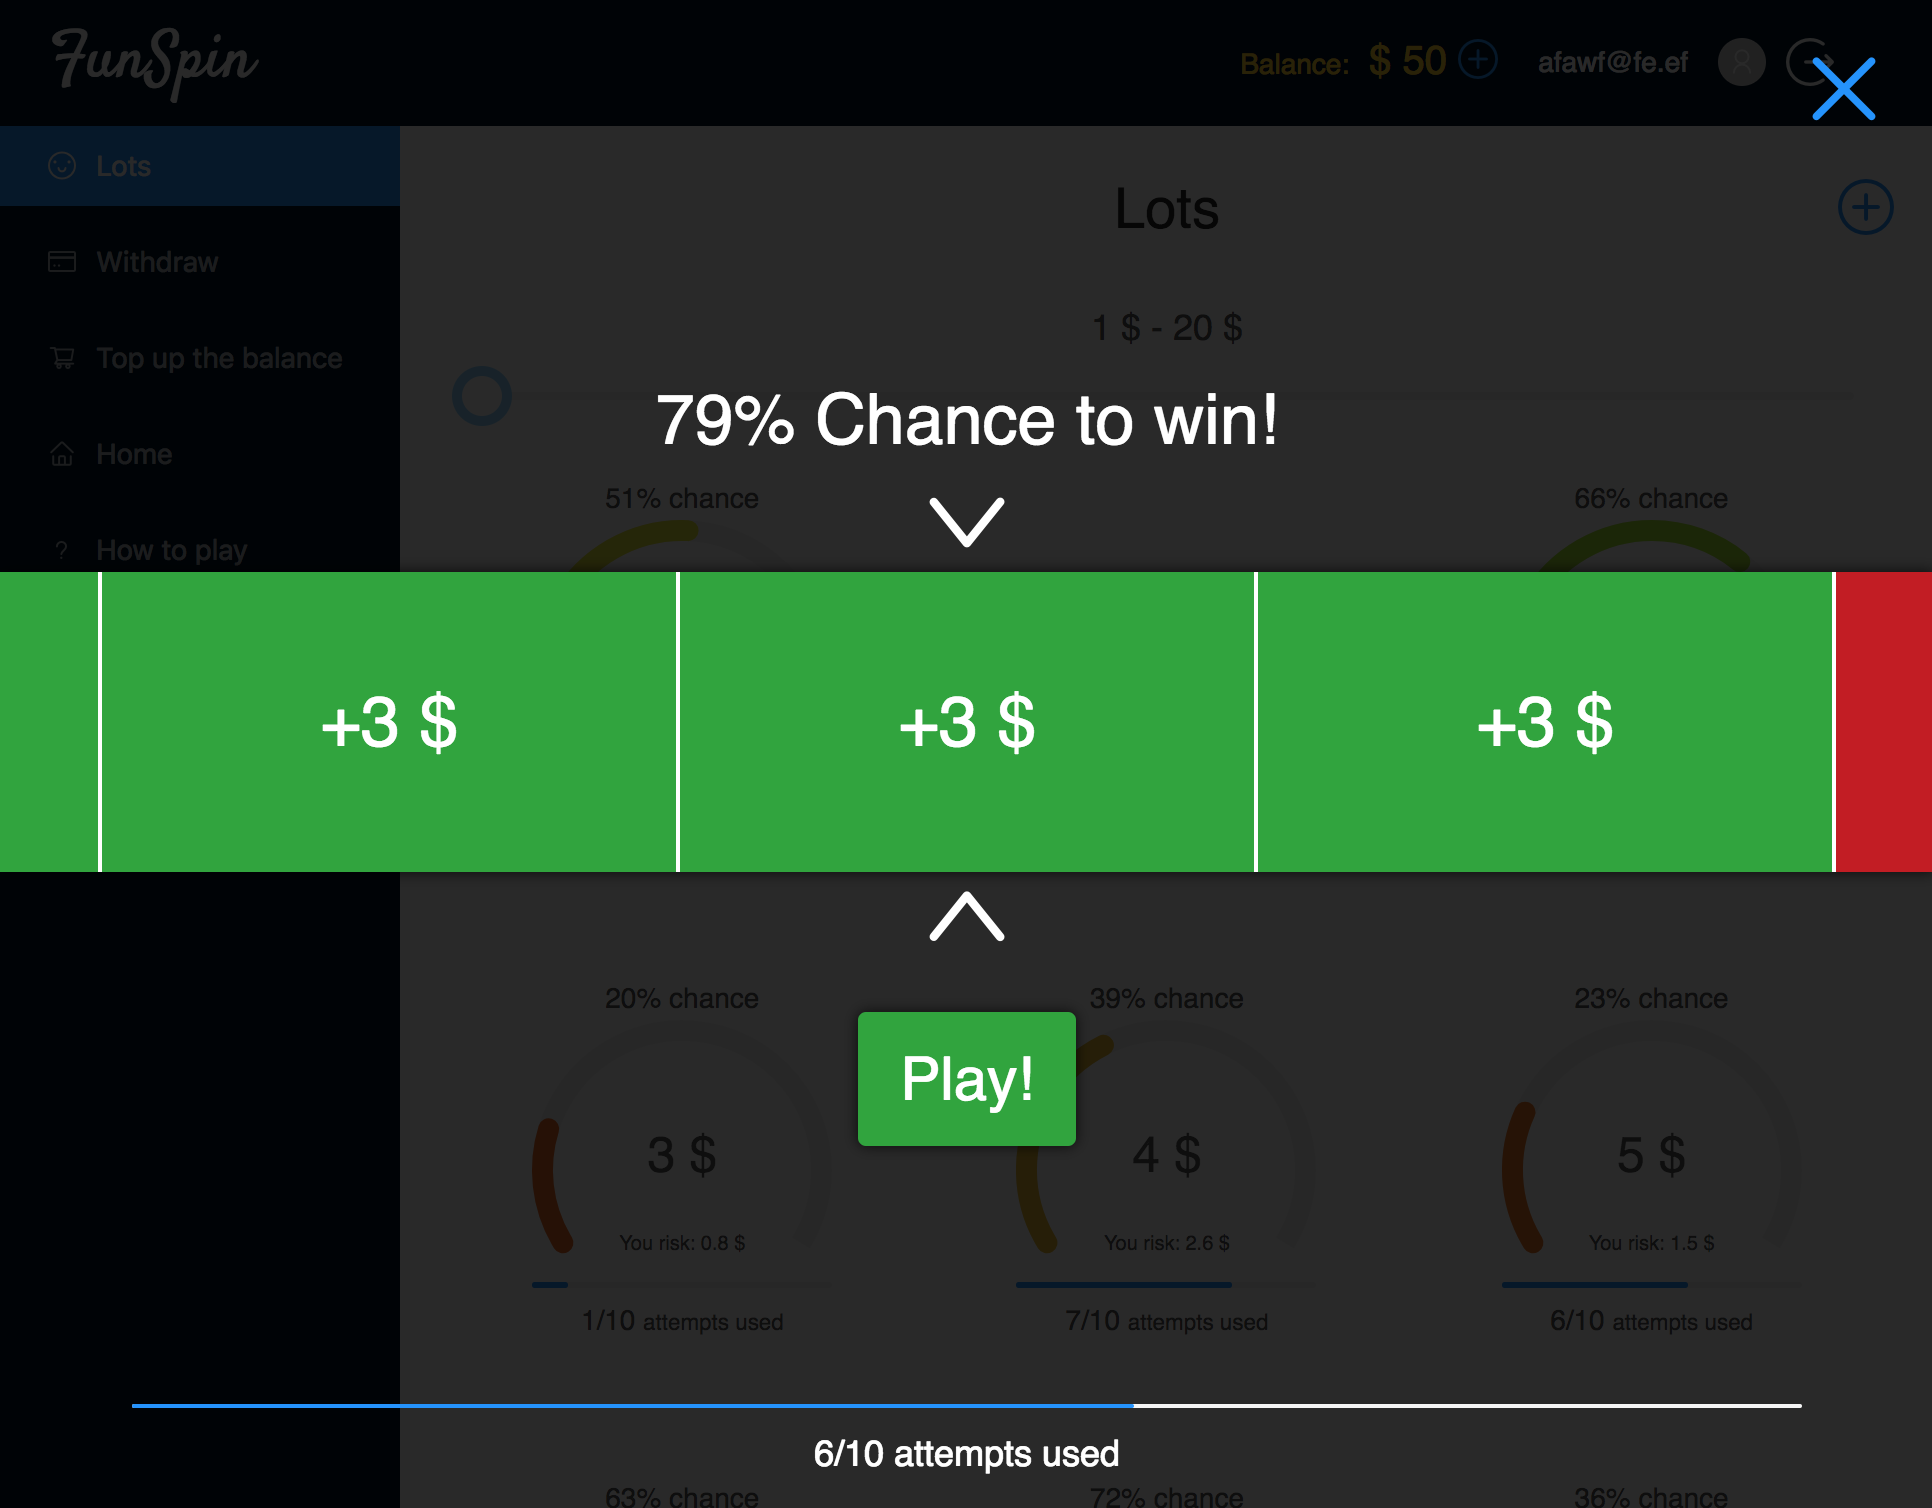 FunSpin
Balance: $ 50
afawf@fe.ef
Lots
Withdraw
Top up the balance
Home
? How to play
Lots
1 $ - 20 $
79% Chance to win!
51% chance
66% chance
+3 $
+3 $
+3 $
20% chance
39% chance
23% chance
Play!
3 $
4 $
5 $
You risk: 0.8 $
You risk: 2.6 $
You risk: 1.5 $
1/10 attempts used
7/10 attempts used
6/10 attempts used
6/10 attempts used
63% chance
72% chance
36% chance